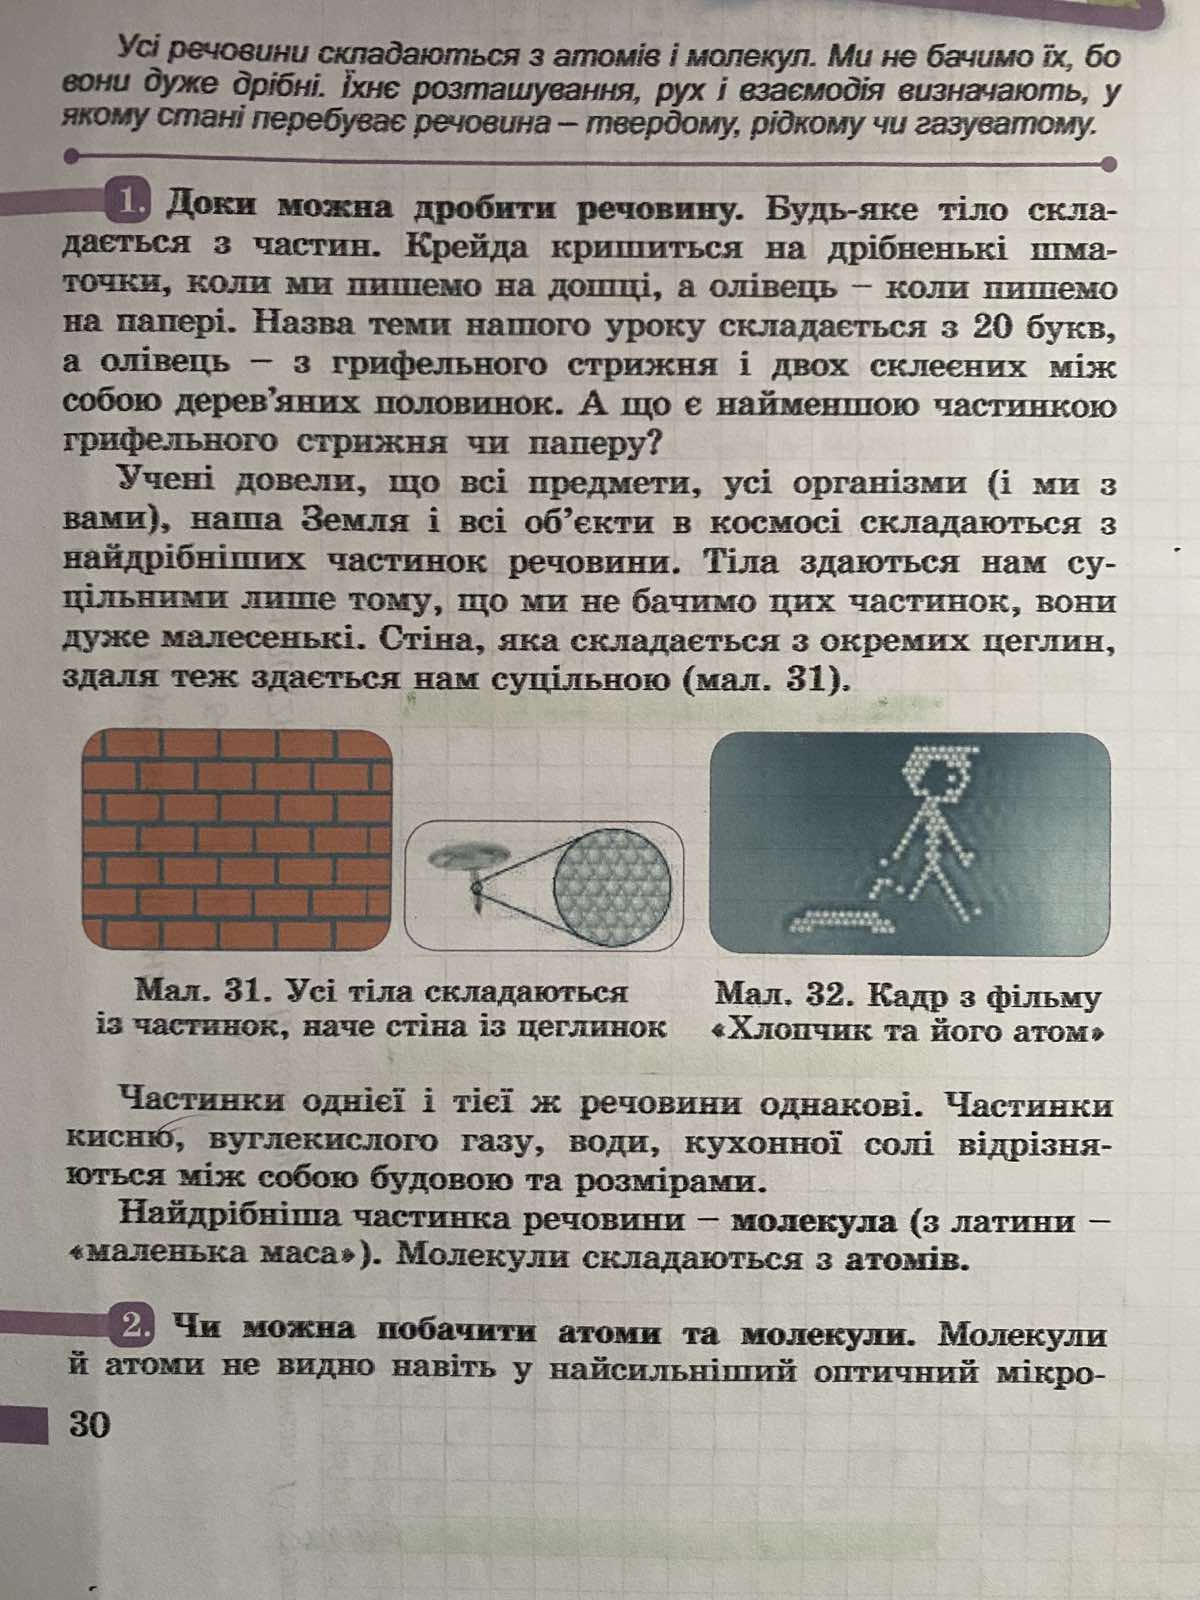 Усі речовини складаються з атомів і молекул. Ми не бачимо їх, бо
вони дуже дрібні. Їхнє розташування, рух і взаємодія визначають, у
якому стані перебуває речовина – твердому, рідкому чи газуватому.
1. Доки можна дробити речовину. Будь-яке тіло скла-
дається з частин. Крейда кришиться на дрібненькі шма-
точки, коли ми пишемо на дошці, а олівець – коли пишемо
на папері. Назва теми нашого уроку складається з 20 букв,
а олівець – з грифельного стрижня і двох склеєних між
собою дерев’яних половинок. А що є найменшою частинкою
грифельного стрижня чи паперу?
Учені довели, що всі предмети, усі організми (і ми з
вами), наша Земля і всі об’єкти в космосі складаються з
найдрібніших частинок речовини. Тіла здаються нам су-
цільними лише тому, що ми не бачимо цих частинок, вони
дуже малесенькі. Стіна, яка складається з окремих цеглин,
здаля теж здається нам суцільною (мал. 31).
Мал. 31. Усі тіла складаються
із частинок, наче стіна із цеглинок
Мал. 32. Кадр з фільму
«Хлопчик та його атом»
Частинки однієї і тієї ж речовини однакові. Частинки
кисню, вуглекислого газу, води, кухонної солі відрізня-
ються між собою будовою та розмірами.
Найдрібніша частинка речовини – молекула (з латини –
«маленька маса»). Молекули складаються з атомів.
2. Чи можна побачити атоми та молекули. Молекули
й атоми не видно навіть у найсильніший оптичний мікро-
30